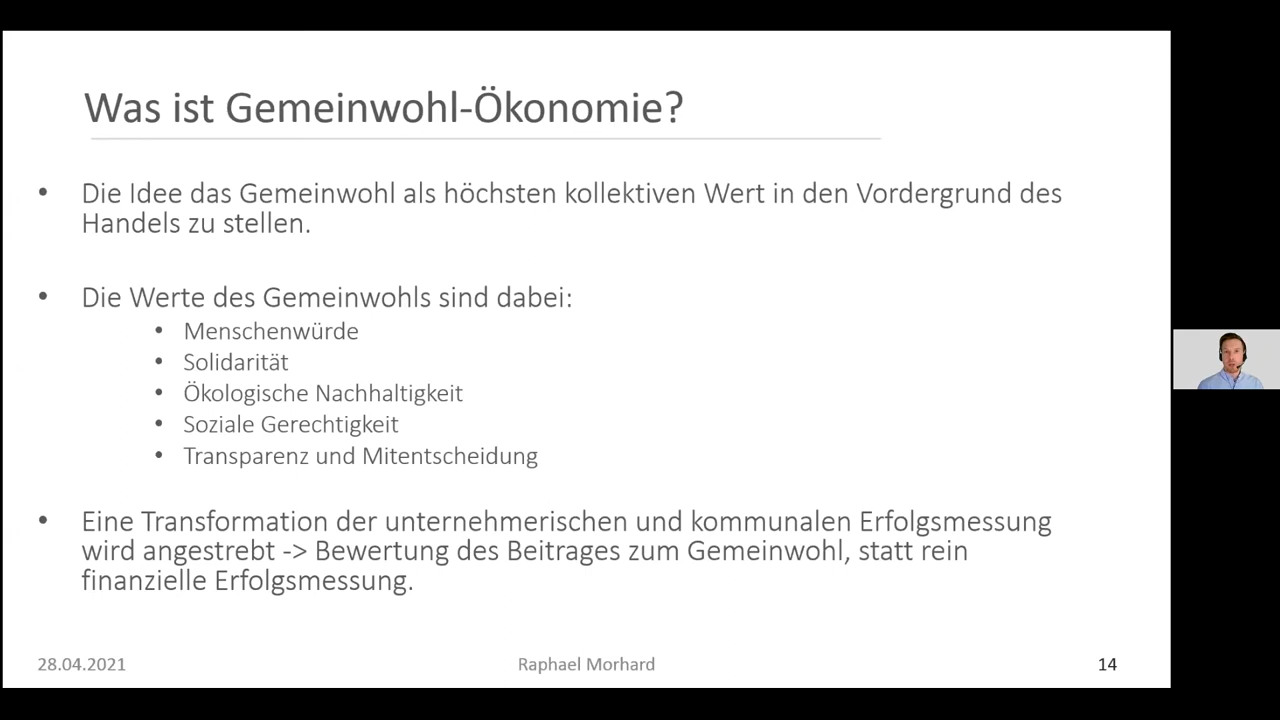 Was ist Gemeinwohl-Ökonomie?
• Die Idee das Gemeinwohl als höchsten kollektiven Wert in den Vordergrund des
Handels zu stellen.
• Die Werte des Gemeinwohls sind dabei:
• Menschenwürde
• Solidarität
• Ökologische Nachhaltigkeit
• Soziale Gerechtigkeit
• Transparenz und Mitentscheidung
• Eine Transformation der unternehmerischen und kommunalen Erfolgsmessung
wird angestrebt -> Bewertung des Beitrages zum Gemeinwohl, statt rein
finanzielle Erfolgsmessung.
28.04.2021 Raphael Morhard 14